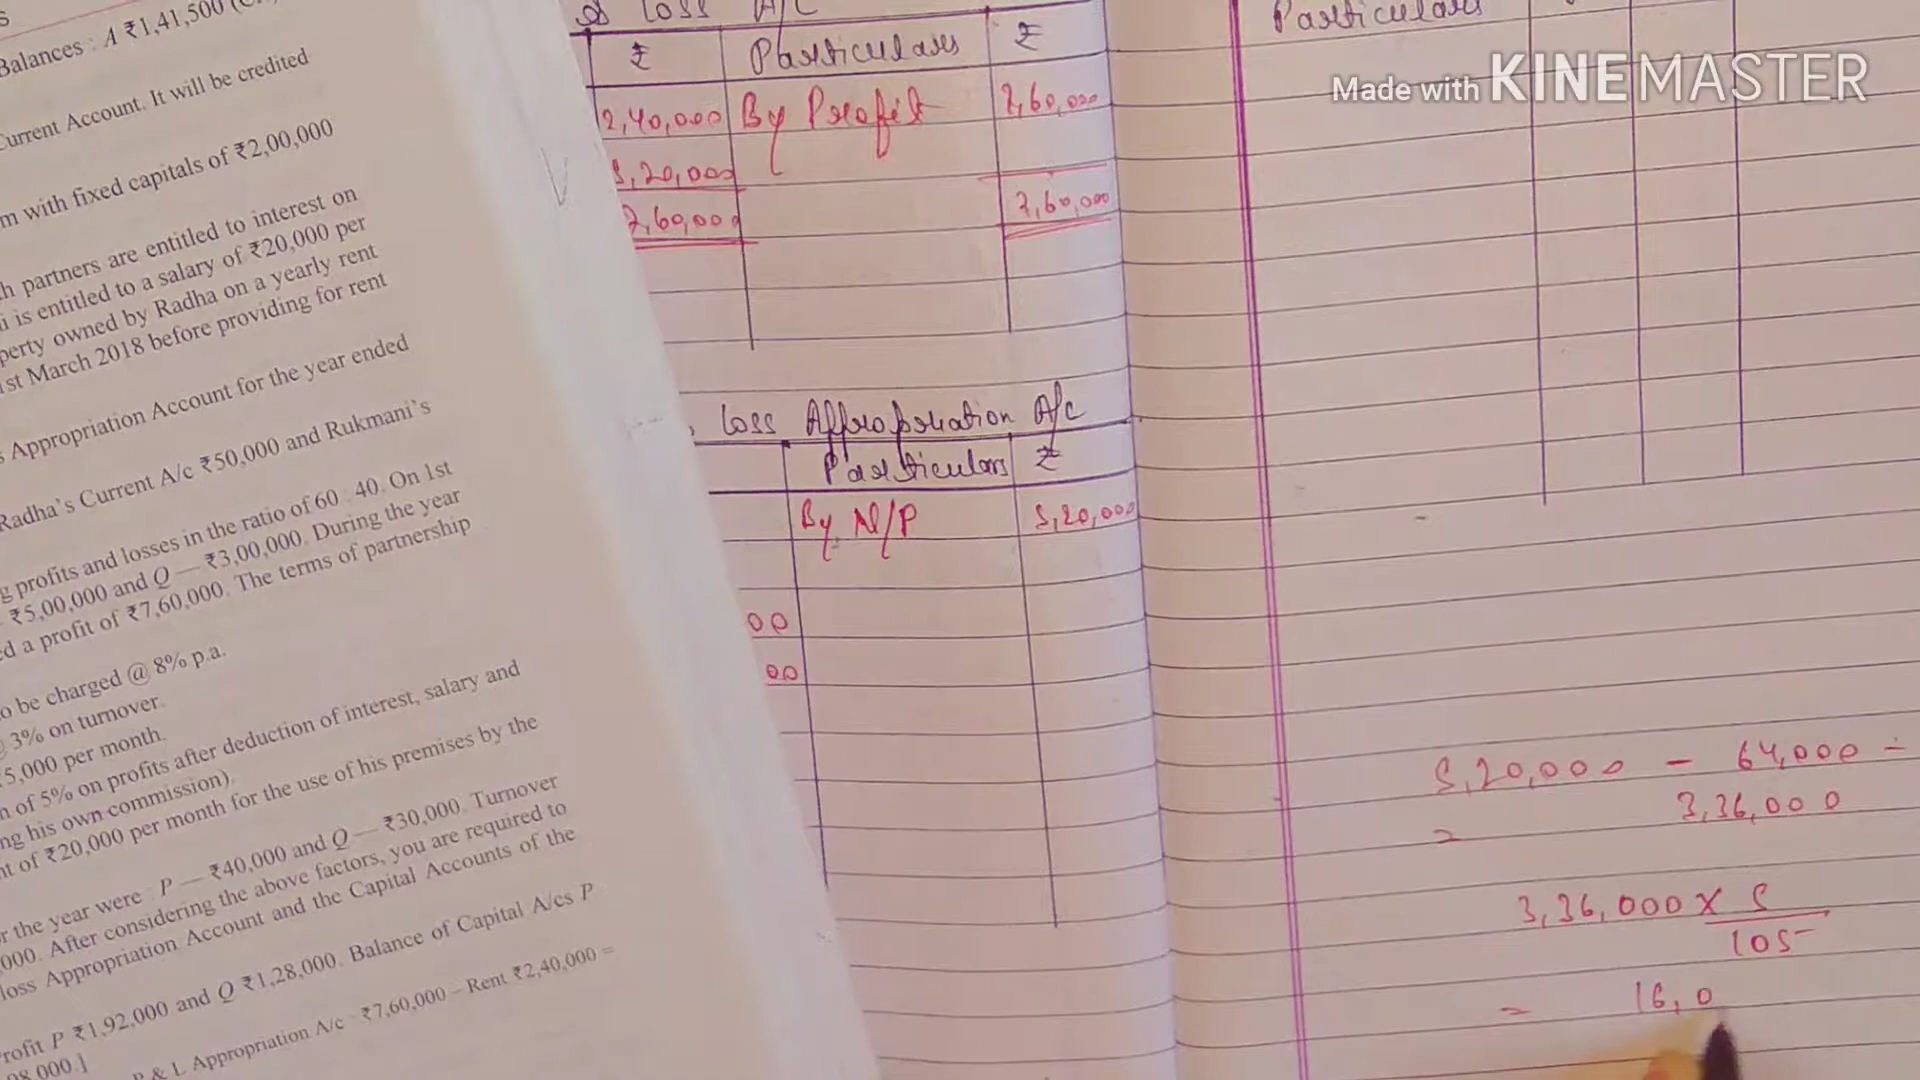 Balances : A ₹1,41,500
Current Account. It will be credited
m with fixed capitals of ₹2,00,000
h partners are entitled to interest on
i is entitled to a salary of ₹20,000 per
perty owned by Radha on a yearly rent
1st March 2018 before providing for rent
s Appropriation Account for the year ended
Radha's Current A/c ₹50,000 and Rukmani's
g profits and losses in the ratio of 60 : 40. On 1st
₹5,00,000 and Q — ₹3,00,000. During the year
ed a profit of ₹7,60,000. The terms of partnership
o be charged @ 8% p.a.
3% on turnover.
₹5,000 per month.
n of 5% on profits after deduction of interest, salary and
ng his own commission).
nt of ₹20,000 per month for the use of his premises by the
r the year were : P — ₹40,000 and Q — ₹30,000. Turnover
000. After considering the above factors, you are required to
loss Appropriation Account and the Capital Accounts of the
rofit P ₹1,92,000 and Q ₹1,28,000. Balance of Capital A/cs P
98,000.]
P & L Appropriation A/c ₹7,60,000 – Rent ₹2,40,000 =
loss A/C
₹ Particulars ₹
2,40,000 By Profit 7,60,000
5,20,000
7,60,000 7,60,000
loss Appropriation A/c
Particulars ₹
By N/P 5,20,000
00
00
Particulars
Made with KINEMASTER
5,20,000 - 64,000 -
= 3,36,000
3,36,000 x 5
105
= 16,0